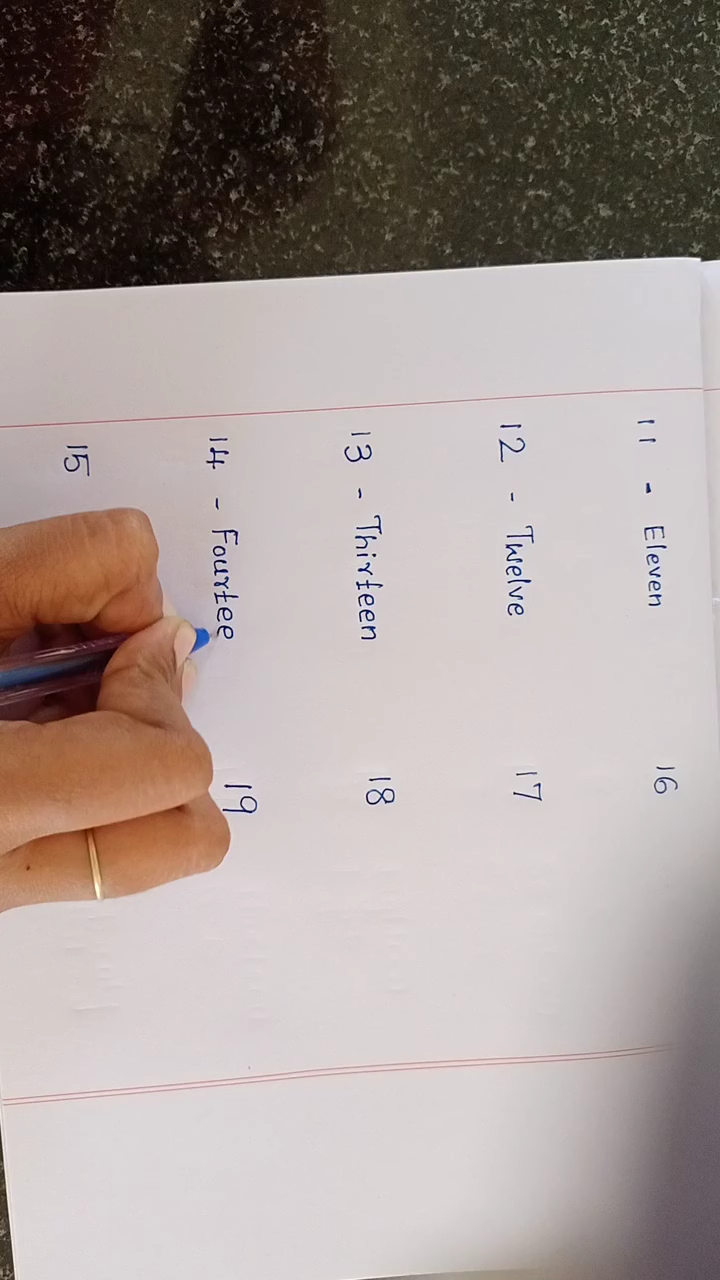 11 - Eleven 16
12 - Twelve 17
13 - Thirteen 18
14 - Fourtee 19
15